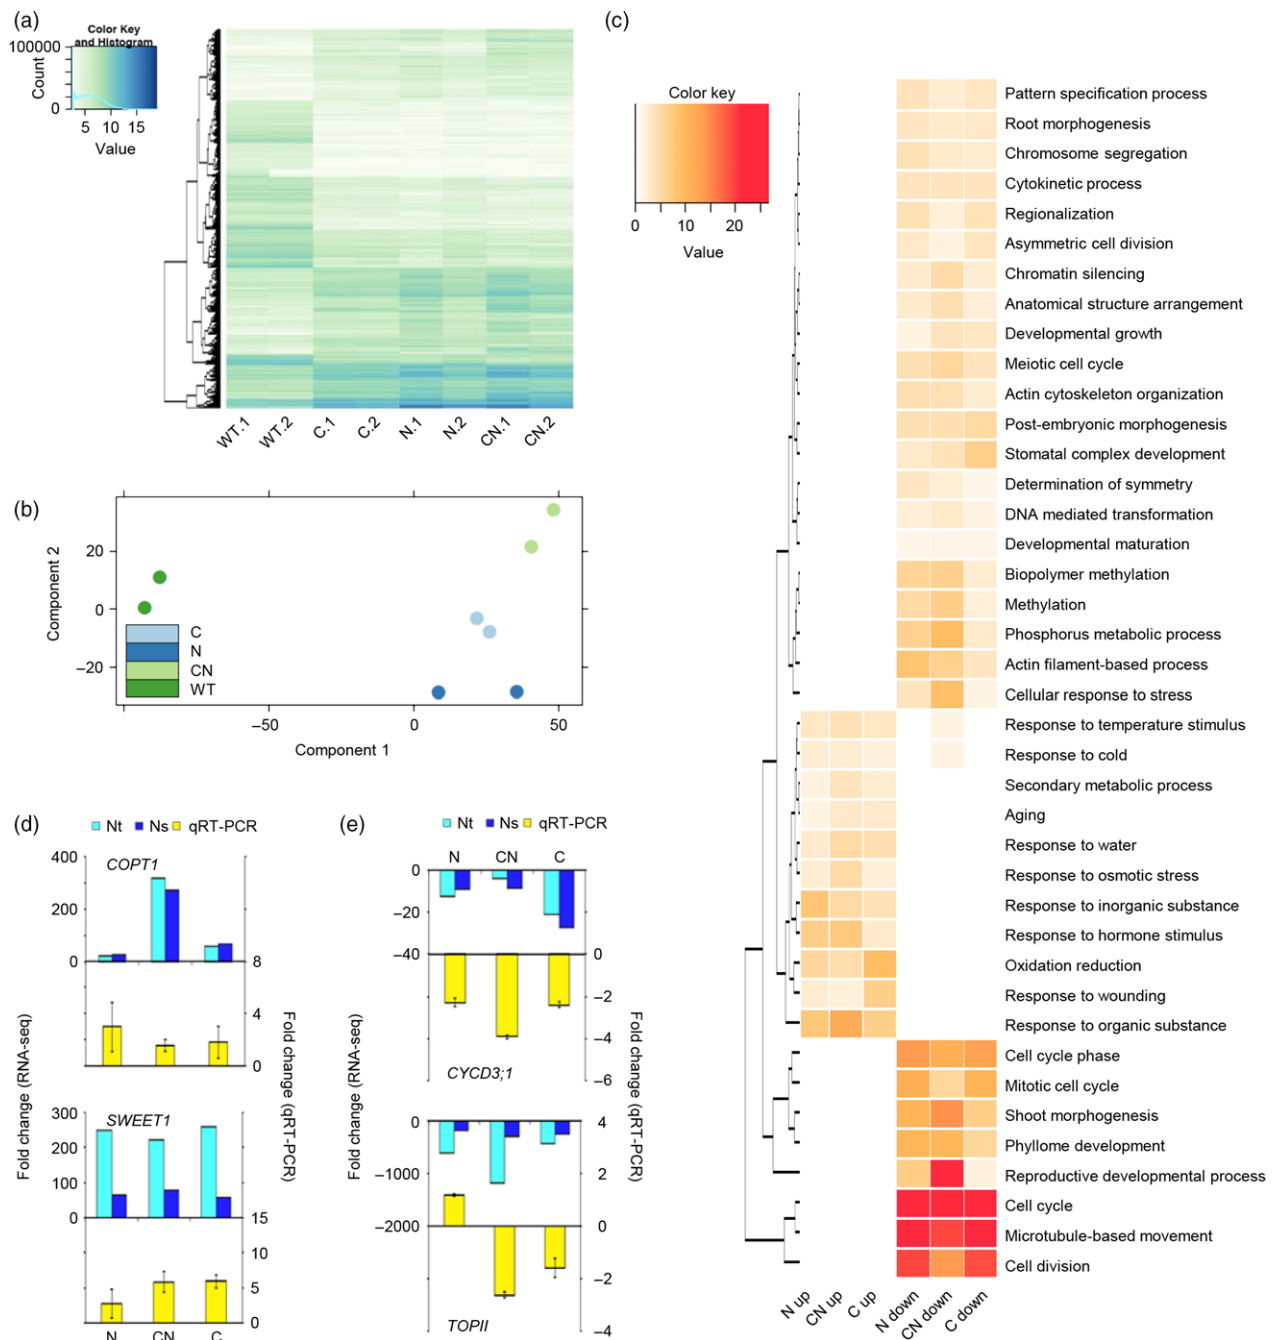 (a)
Color Key
and Histogram
100000
Count
0
5 10 15
Value
WT.1 WT.2 C.1 C.2 N.1 N.2 CN.1 CN.2
(b)
Component 2
20
0
−20
C
N
CN
WT
−50 0 50
Component 1
(c)
Color key
0 10 20
Value
Pattern specification process
Root morphogenesis
Chromosome segregation
Cytokinetic process
Regionalization
Asymmetric cell division
Chromatin silencing
Anatomical structure arrangement
Developmental growth
Meiotic cell cycle
Actin cytoskeleton organization
Post-embryonic morphogenesis
Stomatal complex development
Determination of symmetry
DNA mediated transformation
Developmental maturation
Biopolymer methylation
Methylation
Phosphorus metabolic process
Actin filament-based process
Cellular response to stress
Response to temperature stimulus
Response to cold
Secondary metabolic process
Aging
Response to water
Response to osmotic stress
Response to inorganic substance
Response to hormone stimulus
Oxidation reduction
Response to wounding
Response to organic substance
Cell cycle phase
Mitotic cell cycle
Shoot morphogenesis
Phyllome development
Reproductive developmental process
Cell cycle
Microtubule-based movement
Cell division
N up CN up C up N down CN down C down
(d)
Nt Ns qRT-PCR
400
COPT1
200
0 8
4
0
Fold change (RNA-seq)
Fold change (qRT-PCR)
300
SWEET1
200
100
0 15
10
5
0
N CN C
(e)
Nt Ns qRT-PCR
N CN C
0
−20
−40 0
−2
−4
−6
CYCD3;1
Fold change (RNA-seq)
Fold change (qRT-PCR)
0 4
−1000 2
−2000 0
−2
−4
TOPII